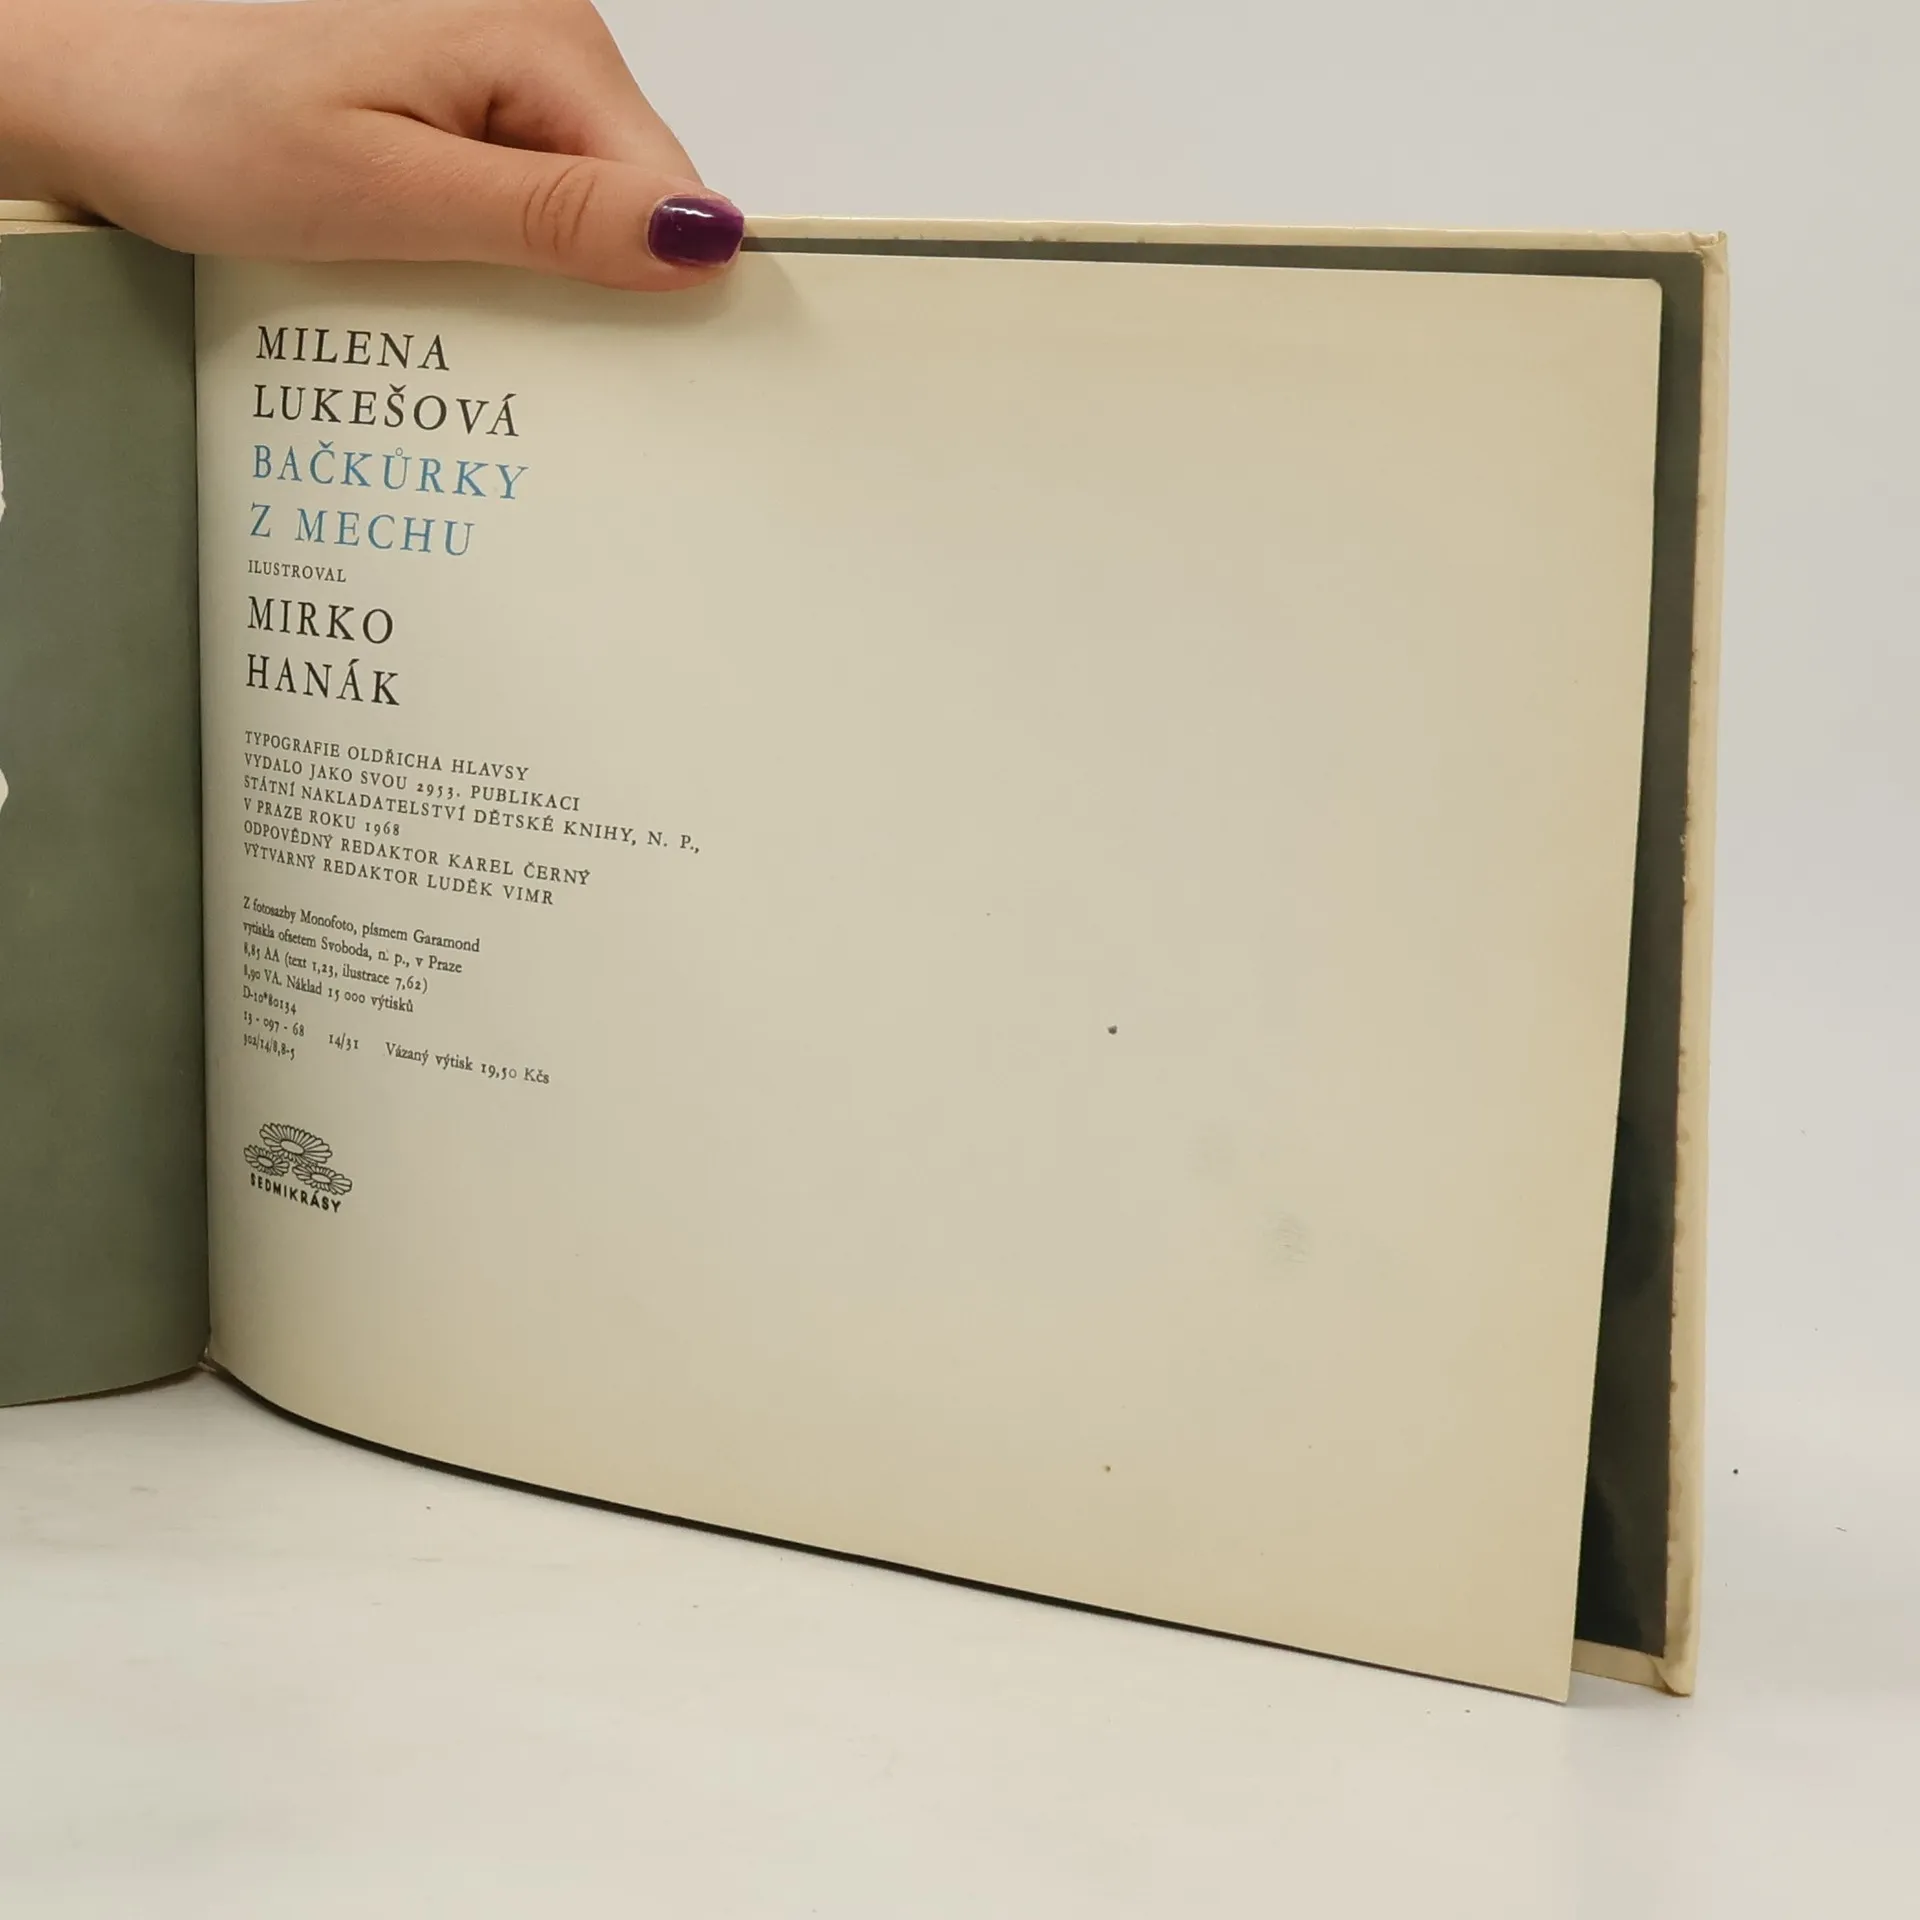 MILENA
LUKEŠOVÁ
BAČKŮRKY
Z MECHU
ILUSTROVAL
MIRKO
HANÁK
TYPOGRAFIE OLDŘICHA HLAVSY
VYDALO JAKO SVOU 2953. PUBLIKACI
STÁTNÍ NAKLADATELSTVÍ DĚTSKÉ KNIHY, N. P.,
V PRAZE ROKU 1968
ODPOVĚDNÝ REDAKTOR KAREL ČERNÝ
VÝTVARNÝ REDAKTOR LUDĚK VIMR
Z fotosazby Monofoto, písmem Garamond
vytiskla ofsetem Svoboda, n. p., v Praze
8,85 AA (text 1,23, ilustrace 7,62)
8,90 VA. Náklad 15 000 výtisků
D-10*80134
13 - 097 - 68 14/31 Vázaný výtisk 19,50 Kčs
302/14/8,8-5
SEDMIKRÁSY